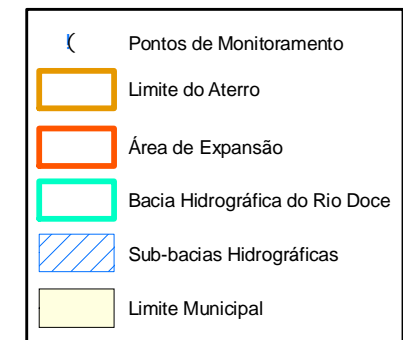 Pontos de Monitoramento
Limite do Aterro
Área de Expansão
Bacia Hidrográfica do Rio Doce
Sub-bacias Hidrográficas
Limite Municipal